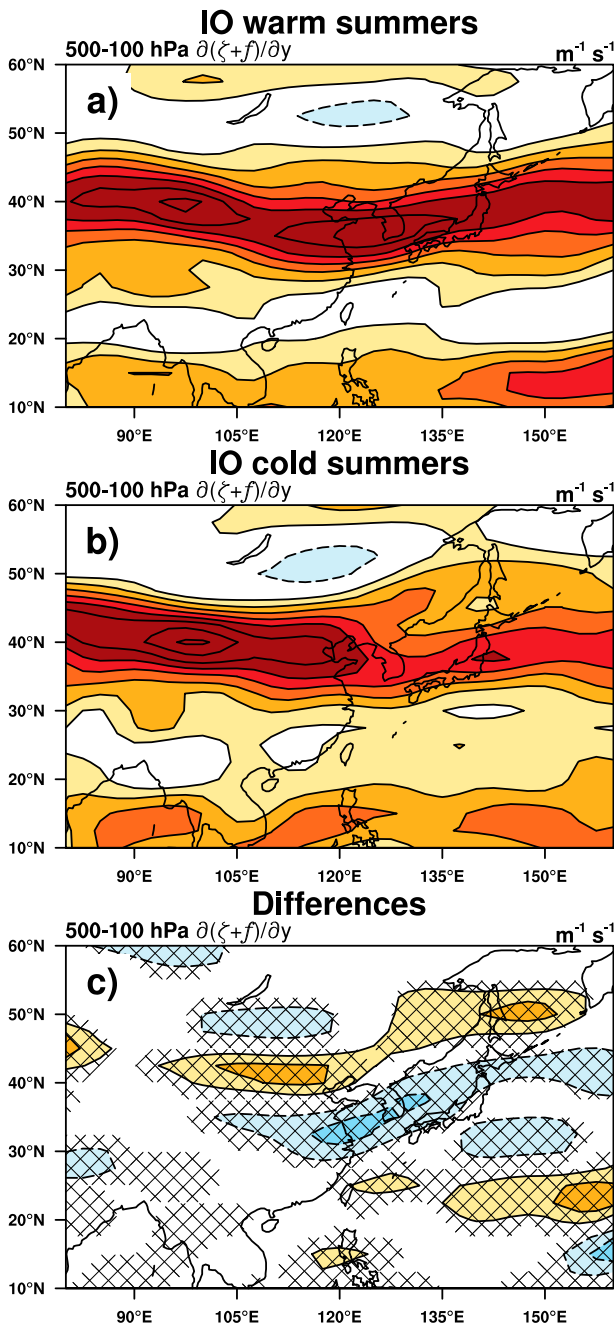 IO warm summers
500-100 hPa ∂(ζ+f)/∂y m⁻¹ s⁻¹
a)
60°N
50°N
40°N
30°N
20°N
10°N
90°E 105°E 120°E 135°E 150°E
IO cold summers
500-100 hPa ∂(ζ+f)/∂y m⁻¹ s⁻¹
b)
60°N
50°N
40°N
30°N
20°N
10°N
90°E 105°E 120°E 135°E 150°E
Differences
500-100 hPa ∂(ζ+f)/∂y m⁻¹ s⁻¹
c)
60°N
50°N
40°N
30°N
20°N
10°N
90°E 105°E 120°E 135°E 150°E